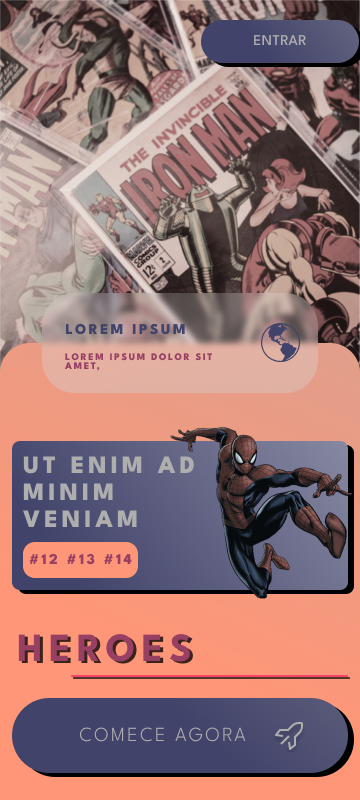 ENTRAR
THE INVINCIBLE
IRON MAN
LOREM IPSUM
LOREM IPSUM DOLOR SIT
AMET,
UT ENIM AD
MINIM
VENIAM
#12 #13 #14
HEROES
COMECE AGORA